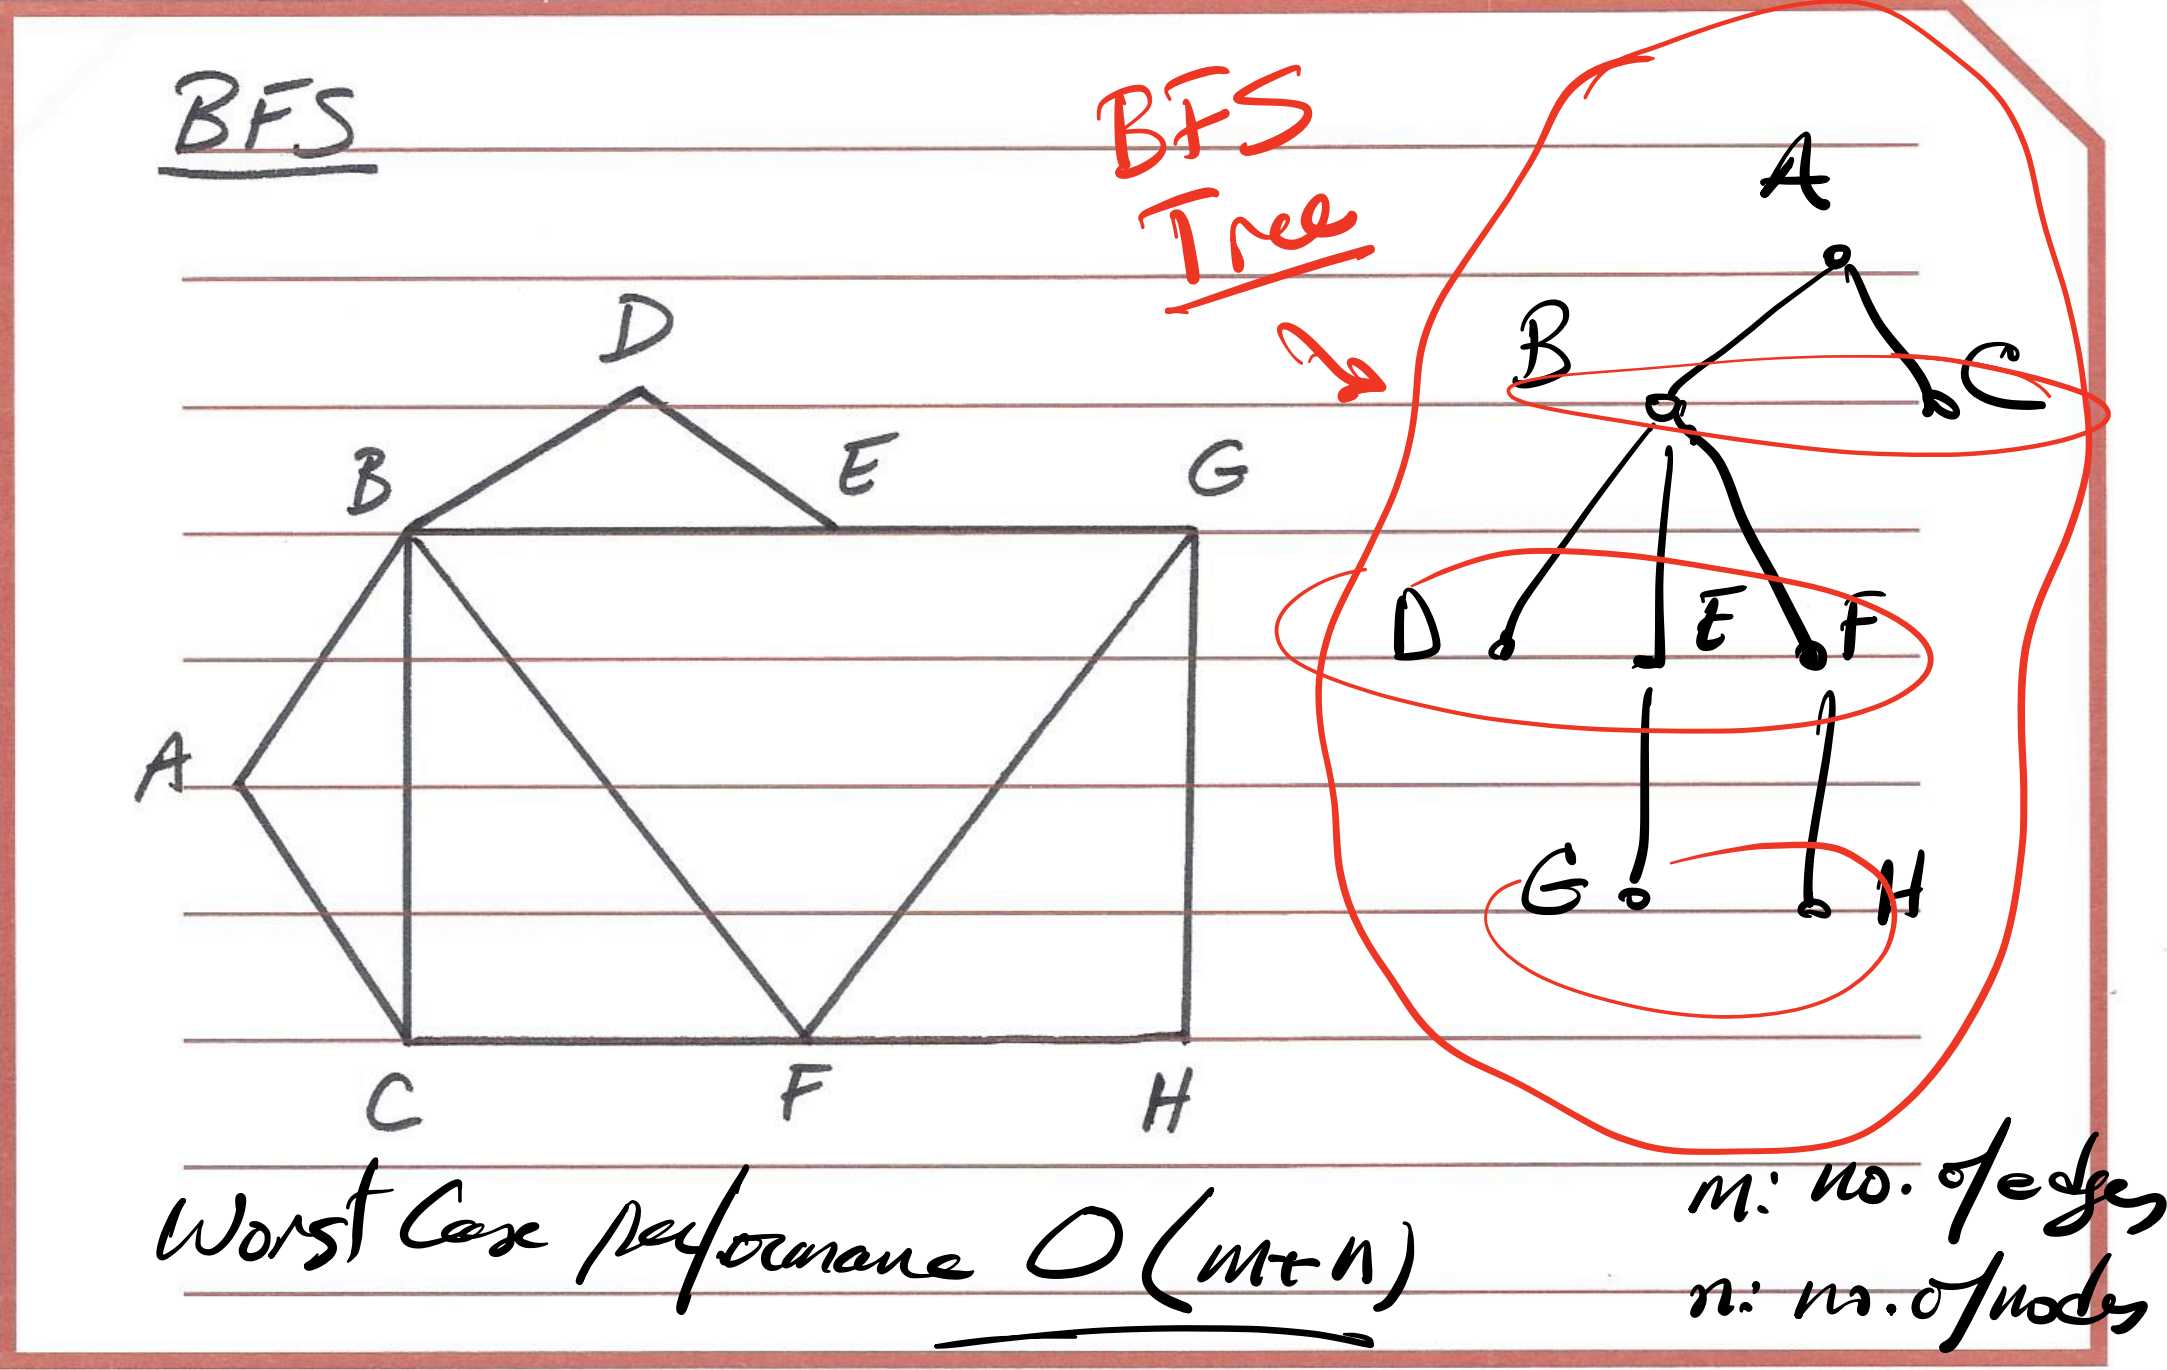 BFS
BFS
Tree
D
B
E
G
A
C
F
H
A
B
C
D
E
F
G
H
Worst Case performance O(m+n)
m: no. of edges
n: no. of nodes